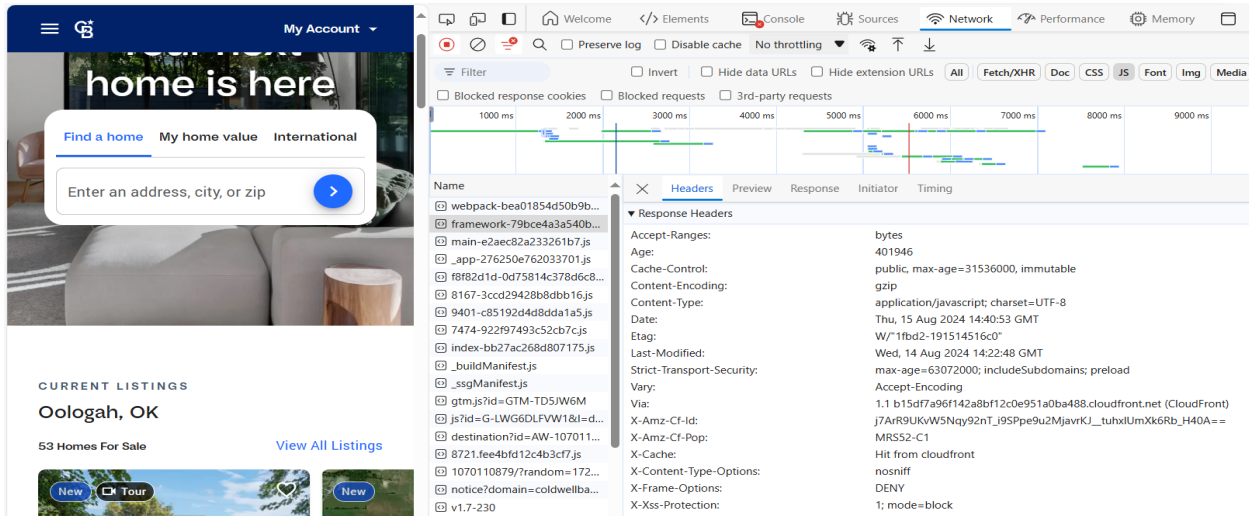 CB
My Account
home is here
Find a home My home value International
Enter an address, city, or zip
CURRENT LISTINGS
Oologah, OK
53 Homes For Sale View All Listings
New Tour New
Welcome Elements Console Sources Network Performance Memory
Preserve log Disable cache No throttling
Filter Invert Hide data URLs Hide extension URLs All Fetch/XHR Doc CSS JS Font Img Media
Blocked response cookies Blocked requests 3rd-party requests
1000 ms 2000 ms 3000 ms 4000 ms 5000 ms 6000 ms 7000 ms 8000 ms 9000 ms
Name
webpack-bea01854d50b9b...
framework-79bce4a3a540b...
main-e2aec82a233261b7.js
_app-276250e762033701.js
f8f82d1d-0d75814c378d6c8...
8167-3ccd29428b8dbb16.js
9401-c85192d4d8dda1a5.js
7474-922f97493c52cb7c.js
index-bb27ac268d807175.js
_buildManifest.js
_ssgManifest.js
gtm.js?id=GTM-TD5JW6M
js?id=G-LWG6DLFVW1&l=d...
destination?id=AW-107011...
8721.fee4bfd12c4b3cf7.js
1070110879/?random=172...
notice?domain=coldwellba...
v1.7-230
Headers Preview Response Initiator Timing
Response Headers
Accept-Ranges: bytes
Age: 401946
Cache-Control: public, max-age=31536000, immutable
Content-Encoding: gzip
Content-Type: application/javascript; charset=UTF-8
Date: Thu, 15 Aug 2024 14:40:53 GMT
Etag: W/"1fbd2-191514516c0"
Last-Modified: Wed, 14 Aug 2024 14:22:48 GMT
Strict-Transport-Security: max-age=63072000; includeSubdomains; preload
Vary: Accept-Encoding
Via: 1.1 b15df7a96f142a8bf12c0e951a0ba488.cloudfront.net (CloudFront)
X-Amz-Cf-Id: j7ArR9UKvW5Nqy92nT_i9SPpe9u2MjavrKJ__tuhxlUmXk6Rb_H40A==
X-Amz-Cf-Pop: MRS52-C1
X-Cache: Hit from cloudfront
X-Content-Type-Options: nosniff
X-Frame-Options: DENY
X-Xss-Protection: 1; mode=block